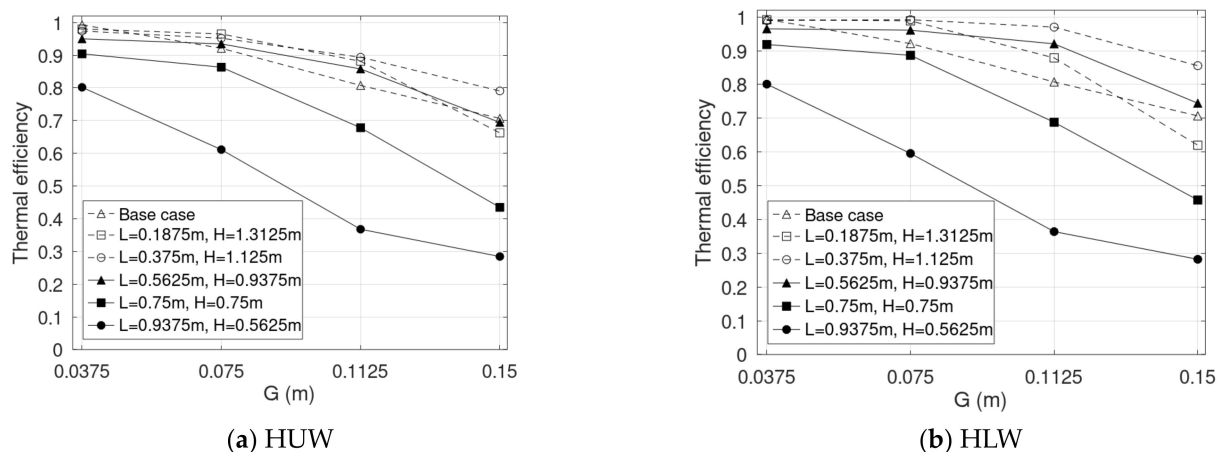 Thermal efficiency
1
0.9
0.8
0.7
0.6
0.5
0.4
0.3
0.2
0.1
0
Base case
L=0.1875m, H=1.3125m
L=0.375m, H=1.125m
L=0.5625m, H=0.9375m
L=0.75m, H=0.75m
L=0.9375m, H=0.5625m
0.0375 0.075 0.1125 0.15
G (m)
(a) HUW
Thermal efficiency
1
0.9
0.8
0.7
0.6
0.5
0.4
0.3
0.2
0.1
0
Base case
L=0.1875m, H=1.3125m
L=0.375m, H=1.125m
L=0.5625m, H=0.9375m
L=0.75m, H=0.75m
L=0.9375m, H=0.5625m
0.0375 0.075 0.1125 0.15
G (m)
(b) HLW